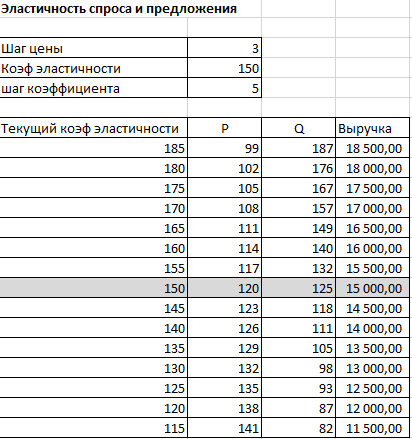 Эластичность спроса и предложения
Шаг цены 3
Коэф эластичности 150
шаг коэффициента 5
Текущий коэф эластичности P Q Выручка
185 99 187 18 500,00
180 102 176 18 000,00
175 105 167 17 500,00
170 108 157 17 000,00
165 111 149 16 500,00
160 114 140 16 000,00
155 117 132 15 500,00
150 120 125 15 000,00
145 123 118 14 500,00
140 126 111 14 000,00
135 129 105 13 500,00
130 132 98 13 000,00
125 135 93 12 500,00
120 138 87 12 000,00
115 141 82 11 500,00